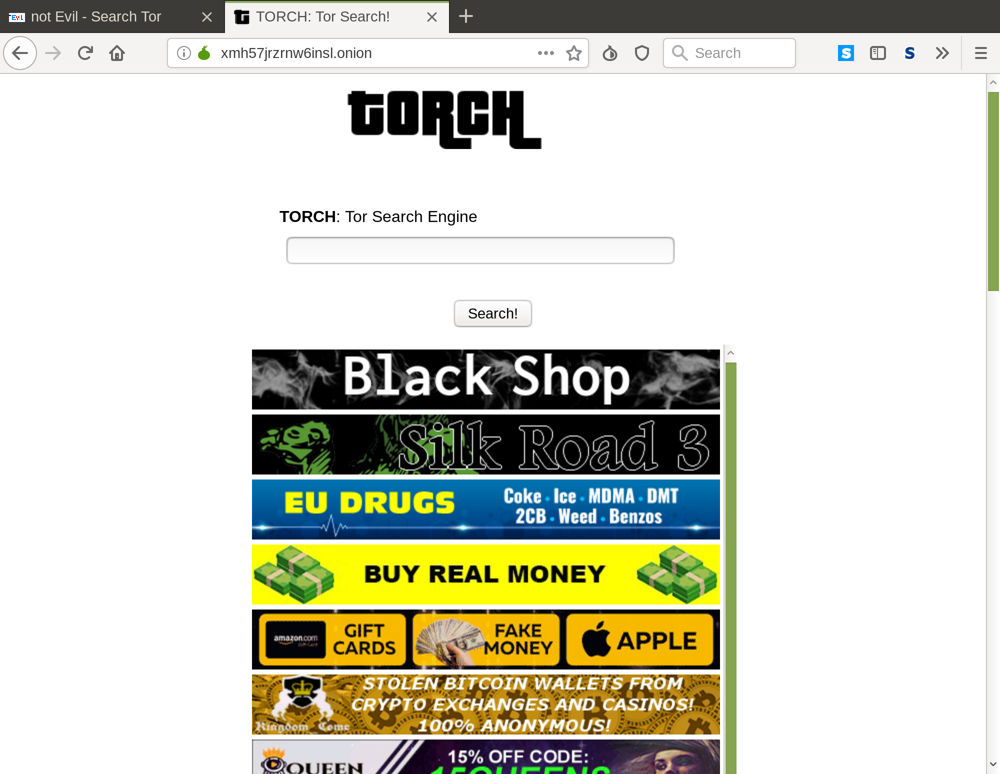 not Evil - Search Tor
TORCH: Tor Search!
xmh57jrzrnw6insl.onion
Search
TORCH
TORCH: Tor Search Engine
Search!
Black Shop
Silk Road 3
EU DRUGS
Coke • Ice • MDMA • DMT
2CB • Weed • Benzos
BUY REAL MONEY
amazon.com
GIFT
CARDS
FAKE
MONEY
APPLE
STOLEN BITCOIN WALLETS FROM
CRYPTO EXCHANGES AND CASINOS!
100% ANONYMOUS!
Kingdom Come
QUEEN
15% OFF CODE:
15QUEENS